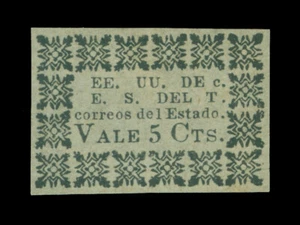 EE. UU. DE c.
E. S. DEL T.
correos del Estado.
VALE 5 CTS.